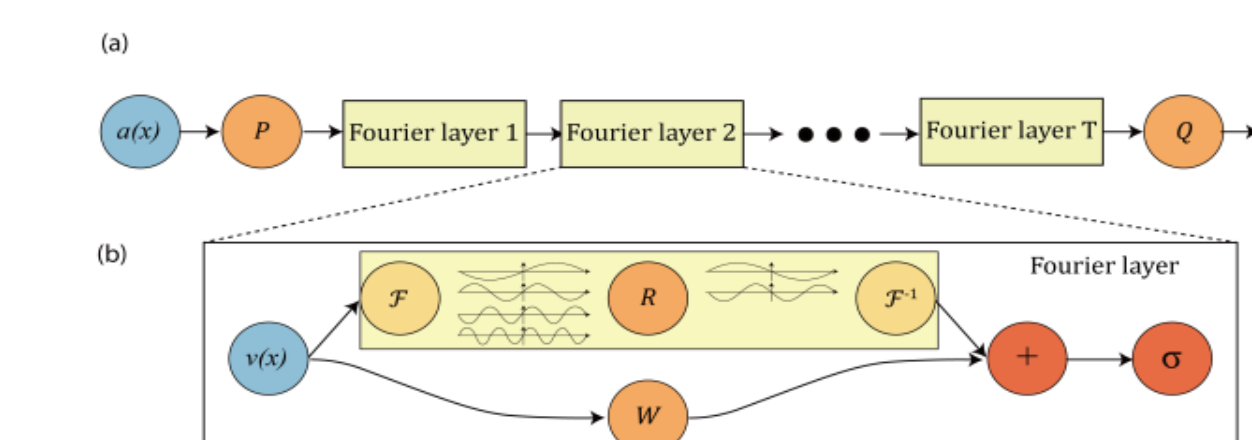 (a)
a(x) P Fourier layer 1 Fourier layer 2 ●●● Fourier layer T Q
(b)
Fourier layer
ℱ R ℱ⁻¹
v(x) + σ
W